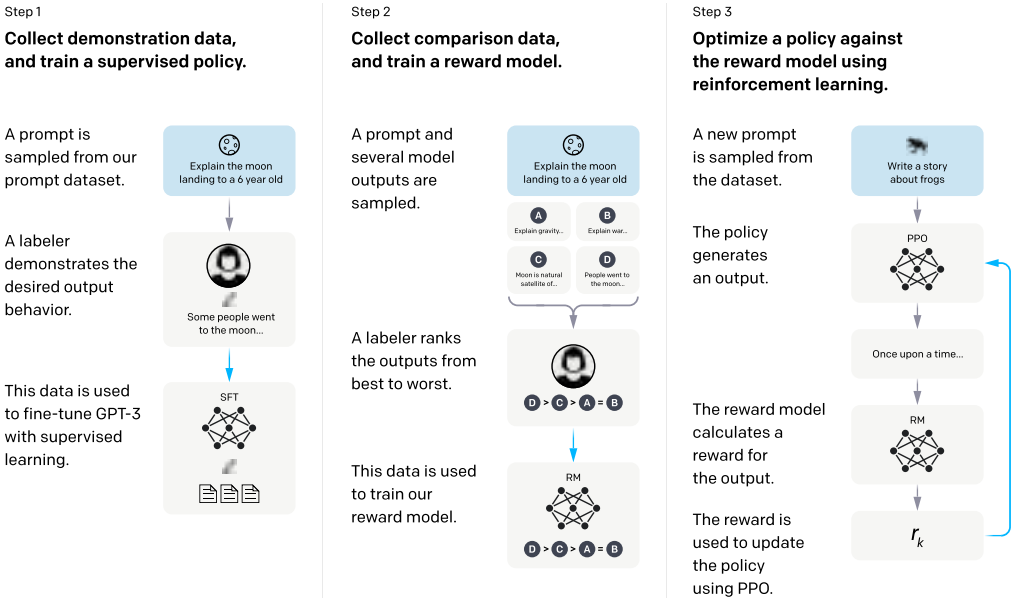 Step 1
Collect demonstration data,
and train a supervised policy.
A prompt is
sampled from our
prompt dataset.
Explain the moon
landing to a 6 year old
A labeler
demonstrates the
desired output
behavior.
Some people went
to the moon...
This data is used
to fine-tune GPT-3
with supervised
learning.
SFT
Step 2
Collect comparison data,
and train a reward model.
A prompt and
several model
outputs are
sampled.
Explain the moon
landing to a 6 year old
A
Explain gravity...
B
Explain war...
C
Moon is natural
satellite of...
D
People went to
the moon...
A labeler ranks
the outputs from
best to worst.
D > C > A = B
This data is used
to train our
reward model.
RM
D > C > A = B
Step 3
Optimize a policy against
the reward model using
reinforcement learning.
A new prompt
is sampled from
the dataset.
Write a story
about frogs
The policy
generates
an output.
PPO
Once upon a time...
The reward model
calculates a
reward for
the output.
RM
The reward is
used to update
the policy
using PPO.
r_k